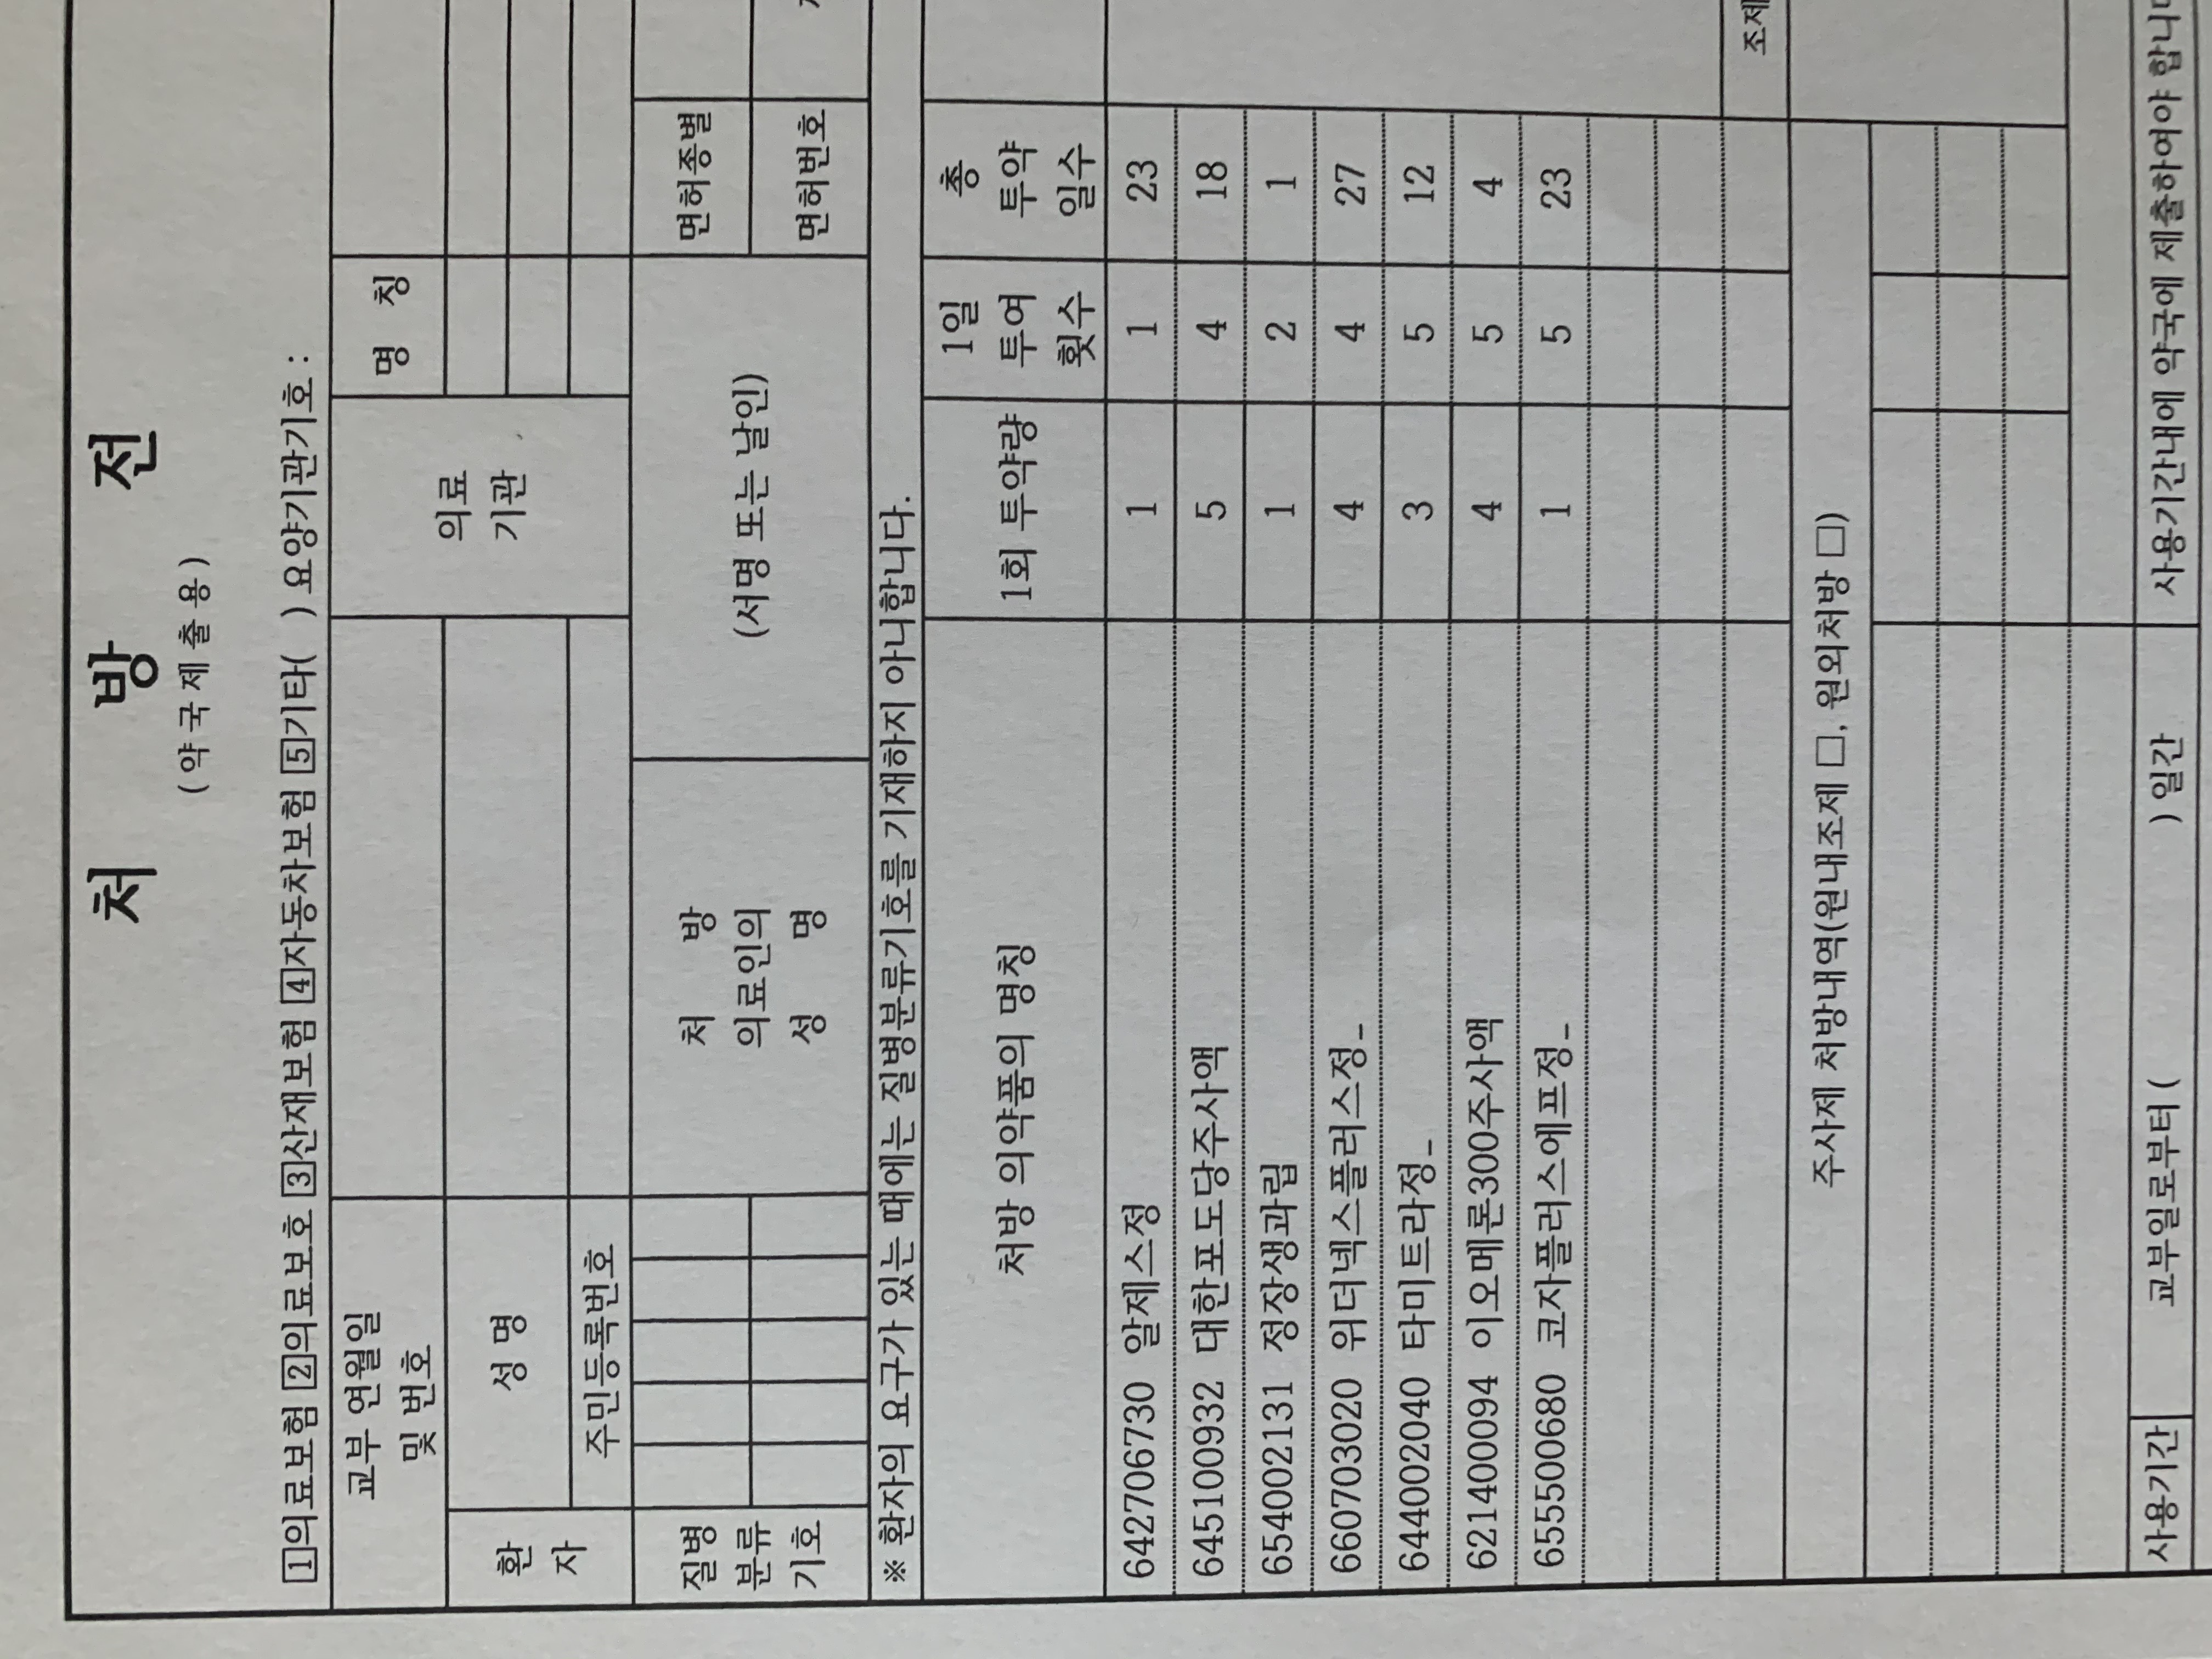 처 방 전
(약국제출용)
1의료보험 2의료보호 3산재보험 4자동차보험 5기타( ) 요양기관기호 :
교부 연월일
및 번호
의료
기관
명 칭
환
자
성 명
주민등록번호
질병
분류
기호
처 방
의료인의
성 명
(서명 또는 날인)
면허종별
면허번호
※ 환자의 요구가 있는 때에는 질병분류기호를 기재하지 아니합니다.
처방 의약품의 명칭
1회 투약량
1일
투여
횟수
총
투약
일수
642706730 알제스정 1 1 23
645100932 대한포도당주사액 5 4 18
654002131 정장생과립 1 2 1
660703020 위더넥스플러스정_ 4 4 27
644002040 타미트라정_ 3 5 12
621400094 이오메론300주사액 4 5 4
655500680 코자플러스에프정_ 1 5 23
조제
주사제 처방내역(원내조제 □, 원외처방 □)
사용기간 교부일로부터 ( ) 일간 사용기간내에 약국에 제출하여야 합니